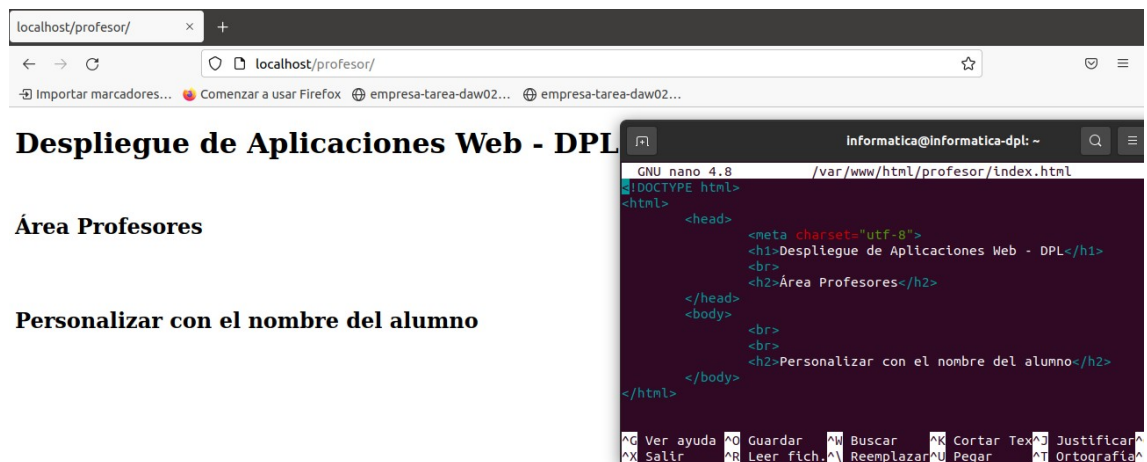 localhost/profesor/ × +
localhost/profesor/
Importar marcadores... Comenzar a usar Firefox empresa-tarea-daw02... empresa-tarea-daw02...
Despliegue de Aplicaciones Web - DPL
Área Profesores
Personalizar con el nombre del alumno
informatica@informatica-dpl: ~
GNU nano 4.8 /var/www/html/profesor/index.html
<!DOCTYPE html>
<html>
<head>
<meta charset="utf-8">
<h1>Despliegue de Aplicaciones Web - DPL</h1>
<br>
<h2>Área Profesores</h2>
</head>
<body>
<br>
<br>
<h2>Personalizar con el nombre del alumno</h2>
</body>
</html>
^G Ver ayuda ^O Guardar ^W Buscar ^K Cortar Tex^J Justificar^
^X Salir ^R Leer fich.^\ Reemplazar^U Pegar ^T Ortografía^